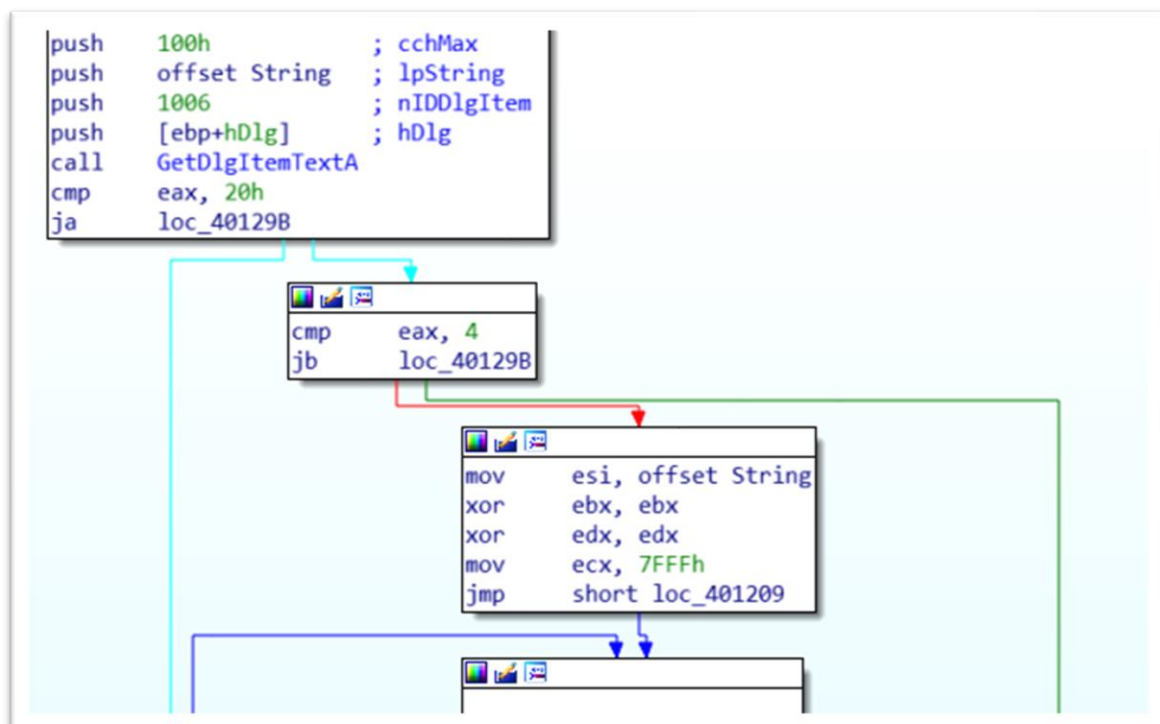 push 100h ; cchMax
push offset String ; lpString
push 1006 ; nIDDlgItem
push [ebp+hDlg] ; hDlg
call GetDlgItemTextA
cmp eax, 20h
ja loc_40129B
cmp eax, 4
jb loc_40129B
mov esi, offset String
xor ebx, ebx
xor edx, edx
mov ecx, 7FFFh
jmp short loc_401209